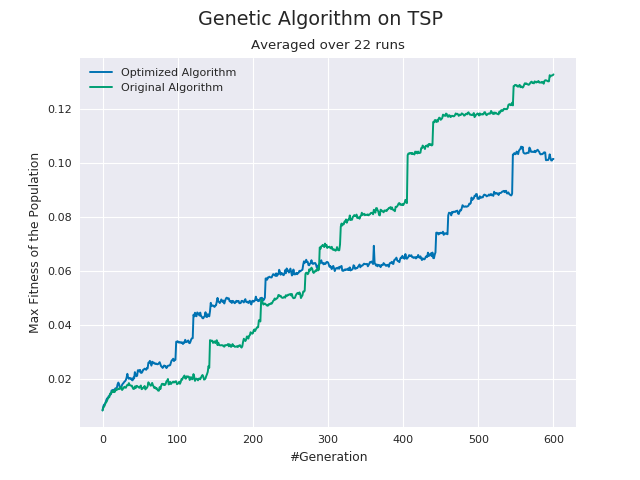 Genetic Algorithm on TSP
Averaged over 22 runs
Optimized Algorithm
Original Algorithm
Max Fitness of the Population
0.12
0.10
0.08
0.06
0.04
0.02
0 100 200 300 400 500 600
#Generation